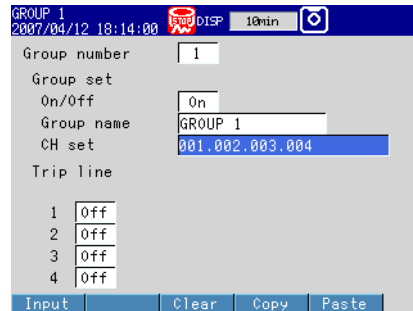 GROUP 1
2007/04/12 18:14:00 STOP DISP 10min
Group number 1
Group set
On/Off On
Group name GROUP 1
CH set 001.002.003.004
Trip line
1 Off
2 Off
3 Off
4 Off
Input Clear Copy Paste